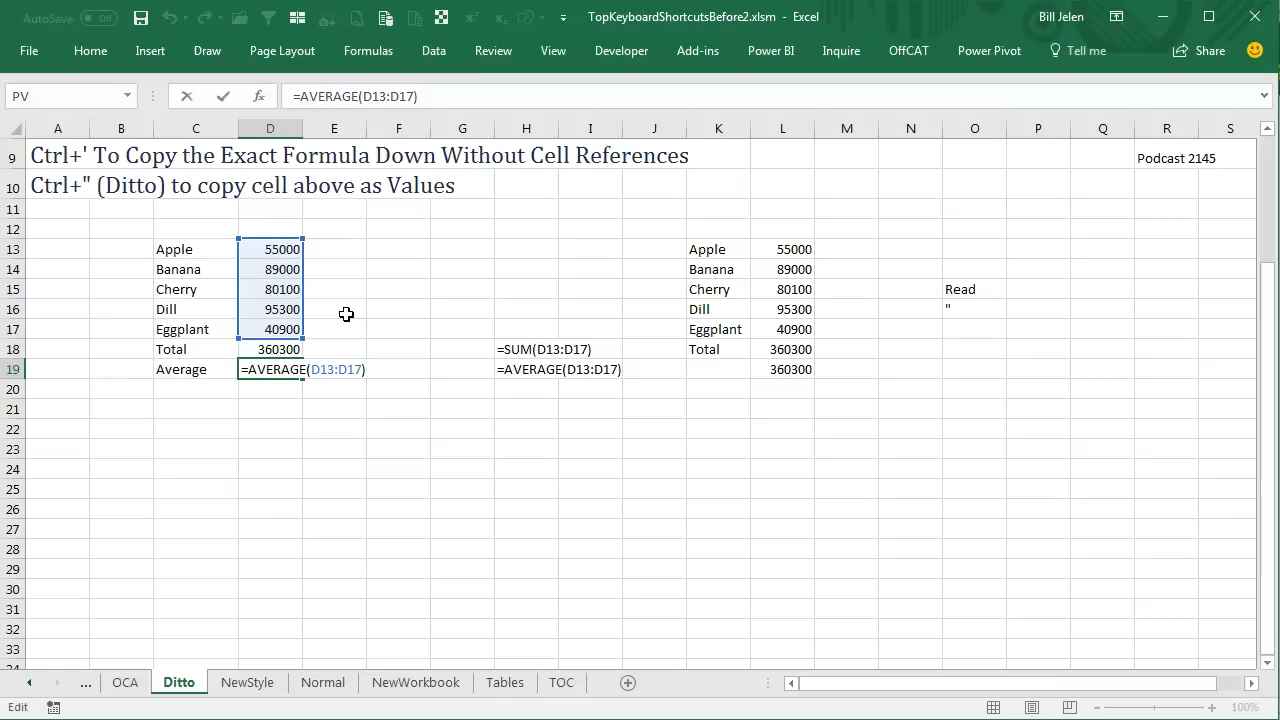 AutoSave Off TopKeyboardShortcutsBefore2.xlsm - Excel Bill Jelen
File Home Insert Draw Page Layout Formulas Data Review View Developer Add-ins Power BI Inquire OffCAT Power Pivot Tell me Share
PV fx =AVERAGE(D13:D17)
A B C D E F G H I J K L M N O P Q R S
9 Ctrl+' To Copy the Exact Formula Down Without Cell References Podcast 2145
10 Ctrl+" (Ditto) to copy cell above as Values
11
12
13 Apple 55000 Apple 55000
14 Banana 89000 Banana 89000
15 Cherry 80100 Cherry 80100 Read
16 Dill 95300 Dill 95300 "
17 Eggplant 40900 Eggplant 40900
18 Total 360300 =SUM(D13:D17) Total 360300
19 Average =AVERAGE(D13:D17) =AVERAGE(D13:D17) 360300
20
21
22
23
24
25
26
27
28
29
30
31
32
33
34
... OCA Ditto NewStyle Normal NewWorkbook Tables TOC
Edit 100%